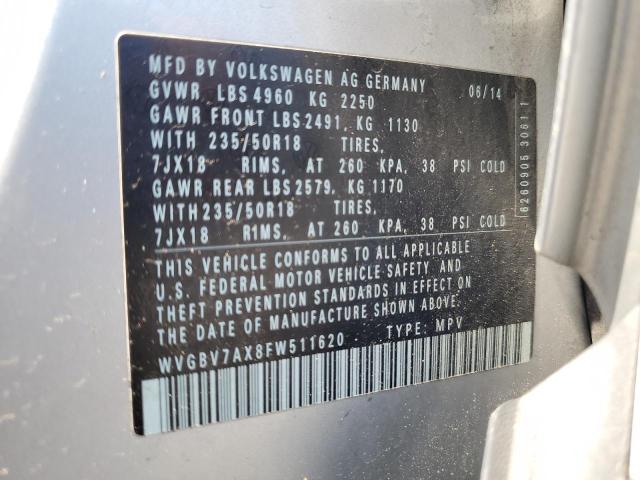 MFD BY VOLKSWAGEN AG GERMANY 06/14
GVWR LBS 4960 KG 2250
GAWR FRONT LBS 2491, KG 1130
WITH 235/50R18 TIRES,
7JX18 RIMS, AT 260 KPA, 38 PSI COLD
GAWR REAR LBS 2579, KG 1170
WITH 235/50R18 TIRES,
7JX18 RIMS, AT 260 KPA, 38 PSI COLD
THIS VEHICLE CONFORMS TO ALL APPLICABLE
U.S. FEDERAL MOTOR VEHICLE SAFETY AND
THEFT PREVENTION STANDARDS IN EFFECT ON
THE DATE OF MANUFACTURE SHOWN ABOVE.
WVGBV7AX8FW511620 TYPE: MPV
6260905 3061 1